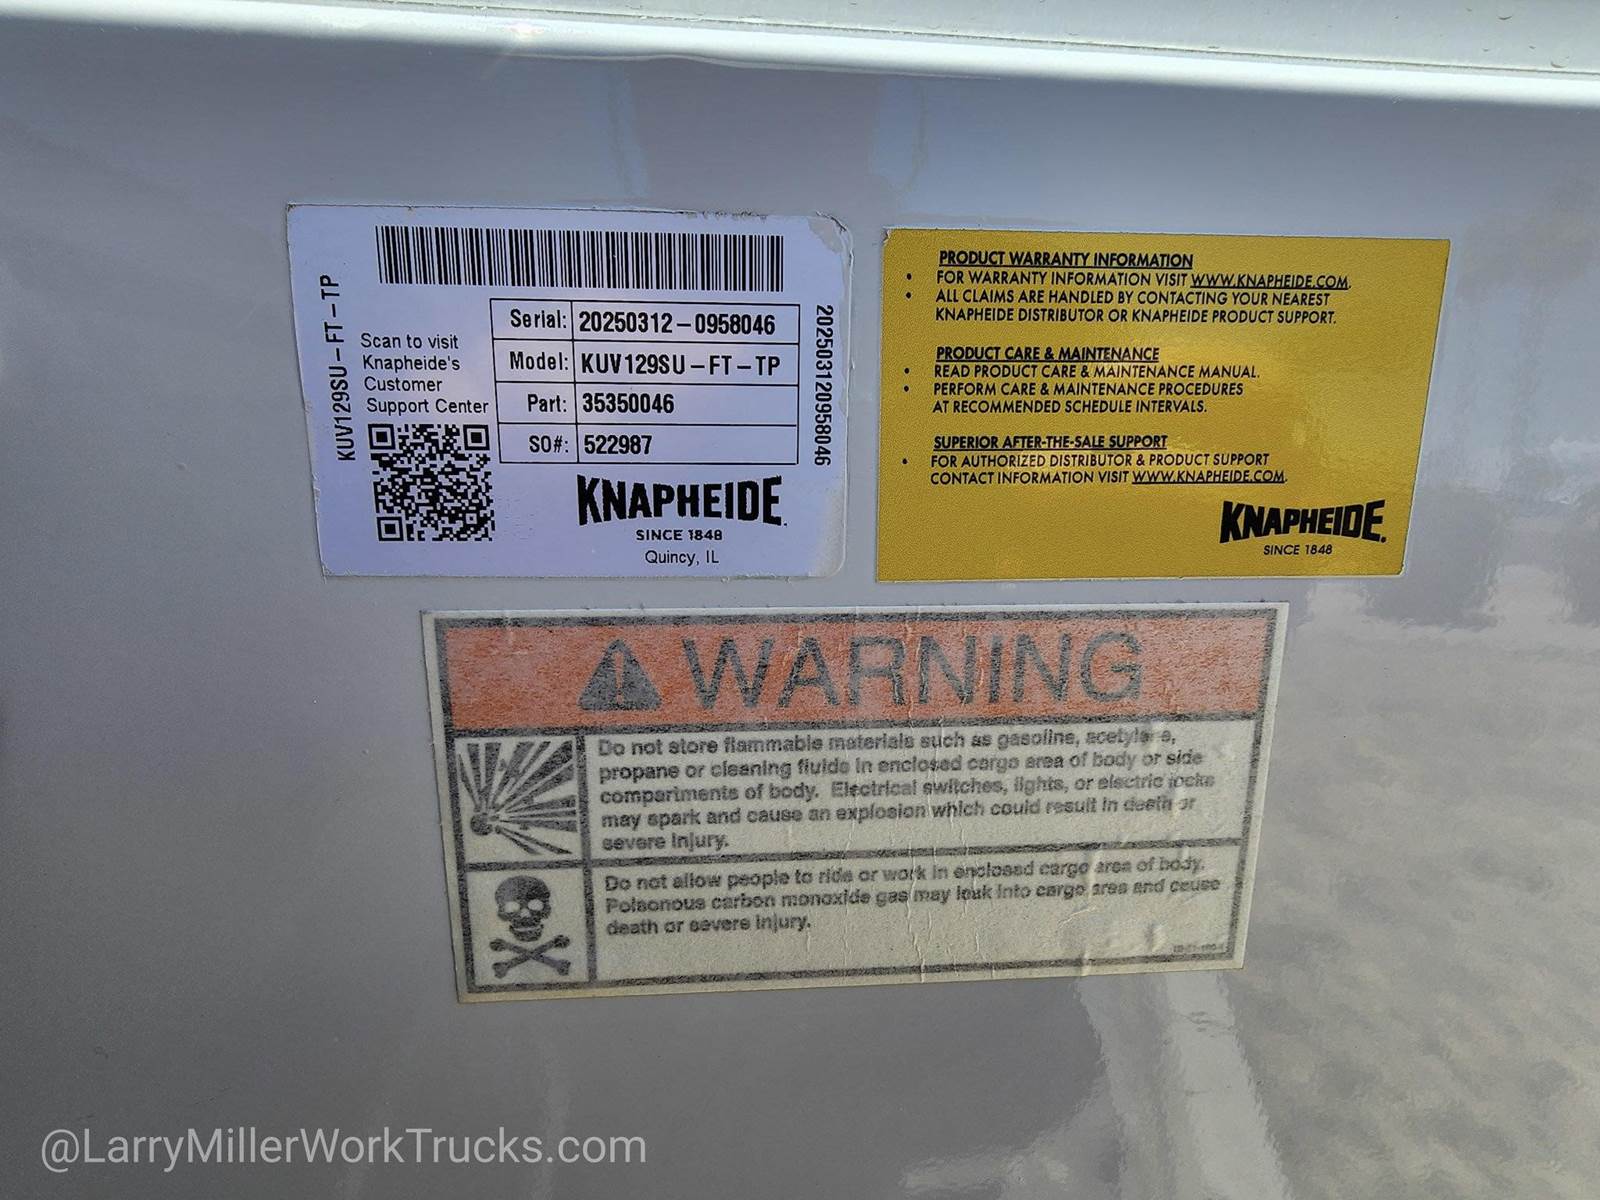 KUV129SU-FT-TP
Scan to visit
Knapheide's
Customer
Support Center
Serial: 20250312-0958046
Model: KUV129SU-FT-TP
Part: 35350046
SO#: 522987
KNAPHEIDE
SINCE 1848
Quincy, IL
202503120958046
PRODUCT WARRANTY INFORMATION
• FOR WARRANTY INFORMATION VISIT WWW.KNAPHEIDE.COM.
• ALL CLAIMS ARE HANDLED BY CONTACTING YOUR NEAREST
KNAPHEIDE DISTRIBUTOR OR KNAPHEIDE PRODUCT SUPPORT.
PRODUCT CARE & MAINTENANCE
• READ PRODUCT CARE & MAINTENANCE MANUAL.
• PERFORM CARE & MAINTENANCE PROCEDURES
AT RECOMMENDED SCHEDULE INTERVALS.
SUPERIOR AFTER-THE-SALE SUPPORT
• FOR AUTHORIZED DISTRIBUTOR & PRODUCT SUPPORT
CONTACT INFORMATION VISIT WWW.KNAPHEIDE.COM.
KNAPHEIDE.
SINCE 1848
WARNING
Do not store flammable materials such as gasoline, acetylene,
propane or cleaning fluids in enclosed cargo area of body or side
compartments of body. Electrical switches, lights, or electric locks
may spark and cause an explosion which could result in death or
severe injury.
Do not allow people to ride or work in enclosed cargo area of body.
Poisonous carbon monoxide gas may leak into cargo area and cause
death or severe injury.
@LarryMillerWorkTrucks.com